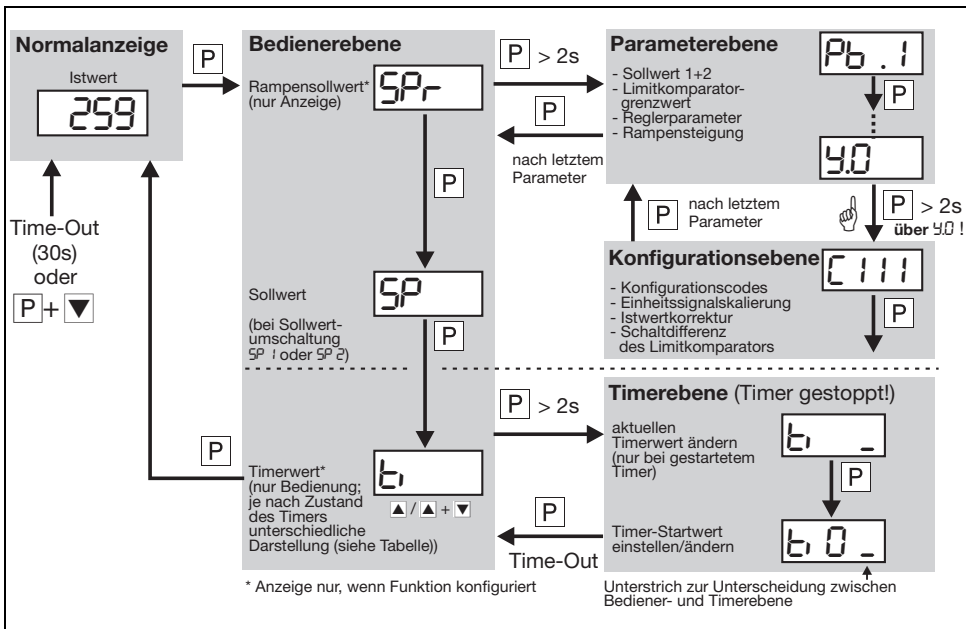 Normalanzeige
Istwert
259
P
Time-Out
(30s)
oder
P + ▼
P
Bedienerebene
Rampensollwert*
(nur Anzeige)
SPr
P
Sollwert
SP
(bei Sollwert-
umschaltung
SP 1 oder SP 2)
P
Timerwert*
(nur Bedienung;
je nach Zustand
des Timers
unterschiedliche
Darstellung (siehe Tabelle))
ti
▲ / ▲ + ▼
* Anzeige nur, wenn Funktion konfiguriert
P > 2s
P
nach letztem
Parameter
Parameterebene
- Sollwert 1+2
- Limitkomparator-
grenzwert
- Reglerparameter
- Rampensteigung
Pb .1
P
y.0
P nach letztem
Parameter
P > 2s
über y.0 !
Konfigurationsebene
C111
- Konfigurationscodes
- Einheitssignalskalierung
- Istwertkorrektur
- Schaltdifferenz
des Limitkomparators
P
P > 2s
P
Time-Out
Timerebene (Timer gestoppt!)
aktuellen
Timerwert ändern
(nur bei gestartetem
Timer)
ti _
P
Timer-Startwert
einstellen/ändern
ti 0 _
Unterstrich zur Unterscheidung zwischen
Bediener- und Timerebene